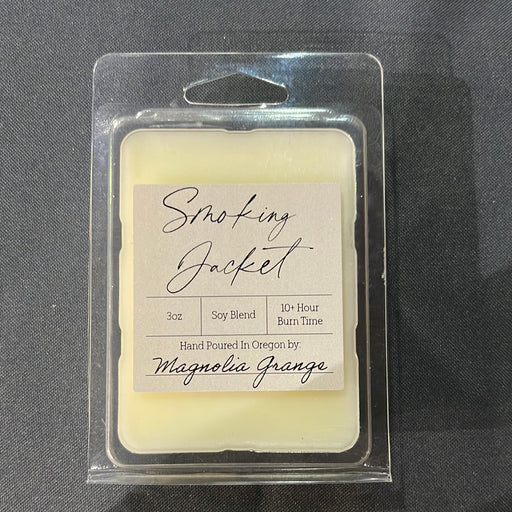 Smoking
Jacket
3oz
Soy Blend
10+ Hour
Burn Time
Hand Poured In Oregon by:
Magnolia Grange